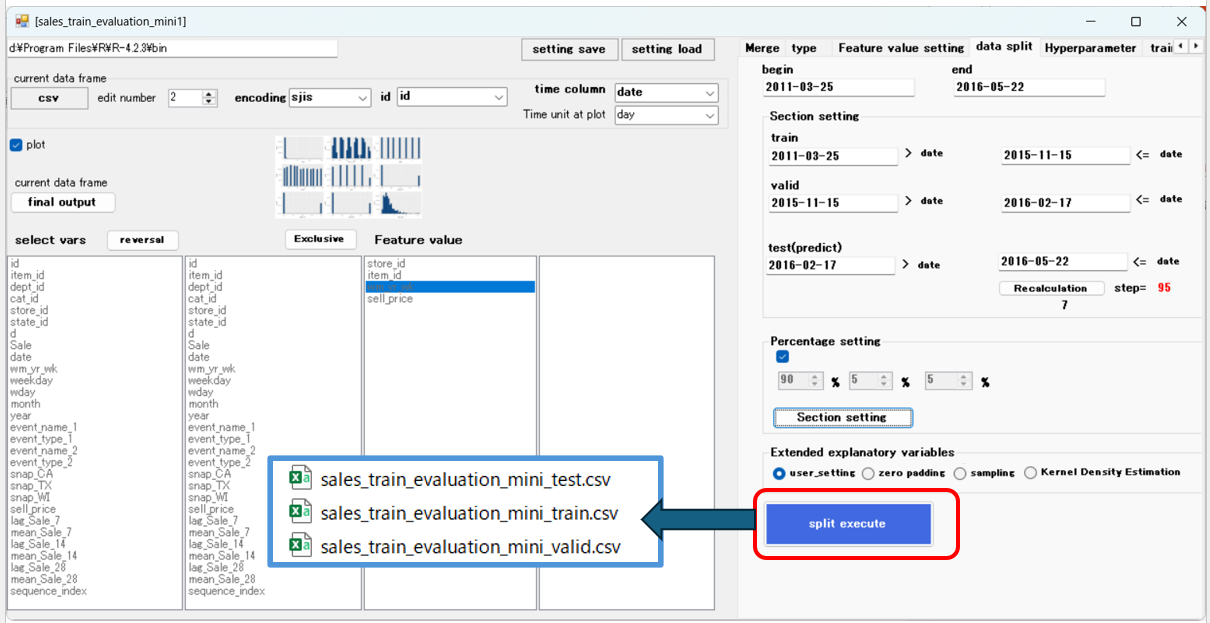 [sales_train_evaluation_mini1]
d:¥Program Files¥R¥R-4.2.3¥bin
setting save
setting load
current data frame
csv
edit number
2
encoding
sjis
id
id
time column
date
Time unit at plot
day
plot
current data frame
final output
select vars
reversal
Exclusive
Feature value
id
item_id
dept_id
cat_id
store_id
state_id
d
Sale
date
wm_yr_wk
weekday
wday
month
year
event_name_1
event_type_1
event_name_2
event_type_2
snap_CA
snap_TX
snap_WI
sell_price
lag_Sale_7
mean_Sale_7
lag_Sale_14
mean_Sale_14
lag_Sale_28
mean_Sale_28
sequence_index
id
item_id
dept_id
cat_id
store_id
state_id
d
Sale
date
wm_yr_wk
weekday
wday
month
year
event_name_1
event_type_1
event_name_2
event_type_2
snap_CA
snap_TX
snap_WI
sell_price
lag_Sale_7
mean_Sale_7
lag_Sale_14
mean_Sale_14
lag_Sale_28
mean_Sale_28
sequence_index
store_id
item_id
wm_yr_wk
sell_price
sales_train_evaluation_mini_test.csv
sales_train_evaluation_mini_train.csv
sales_train_evaluation_mini_valid.csv
Merge
type
Feature value setting
data split
Hyperparameter
train
begin
end
2011-03-25
2016-05-22
Section setting
train
2011-03-25 > date 2015-11-15 <= date
valid
2015-11-15 > date 2016-02-17 <= date
test(predict)
2016-02-17 > date 2016-05-22 <= date
Recalculation
step= 95
7
Percentage setting
90 % 5 % 5 %
Section setting
Extended explanatory variables
user_setting
zero padding
sampling
Kernel Density Estimation
split execute